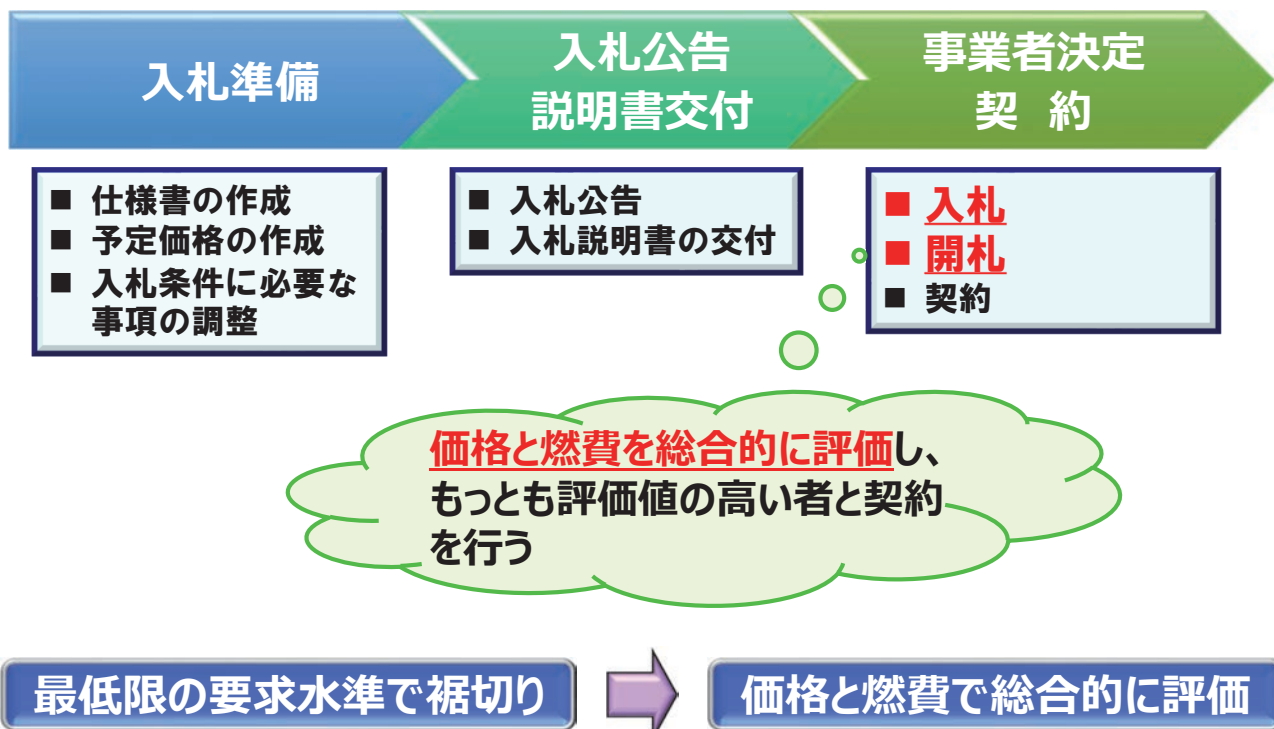 入札準備
入札公告
説明書交付
事業者決定
契 約
■ 仕様書の作成
■ 予定価格の作成
■ 入札条件に必要な
事項の調整
■ 入札公告
■ 入札説明書の交付
■ 入札
■ 開札
■ 契約
価格と燃費を総合的に評価し、
もっとも評価値の高い者と契約
を行う
最低限の要求水準で裾切り
価格と燃費で総合的に評価